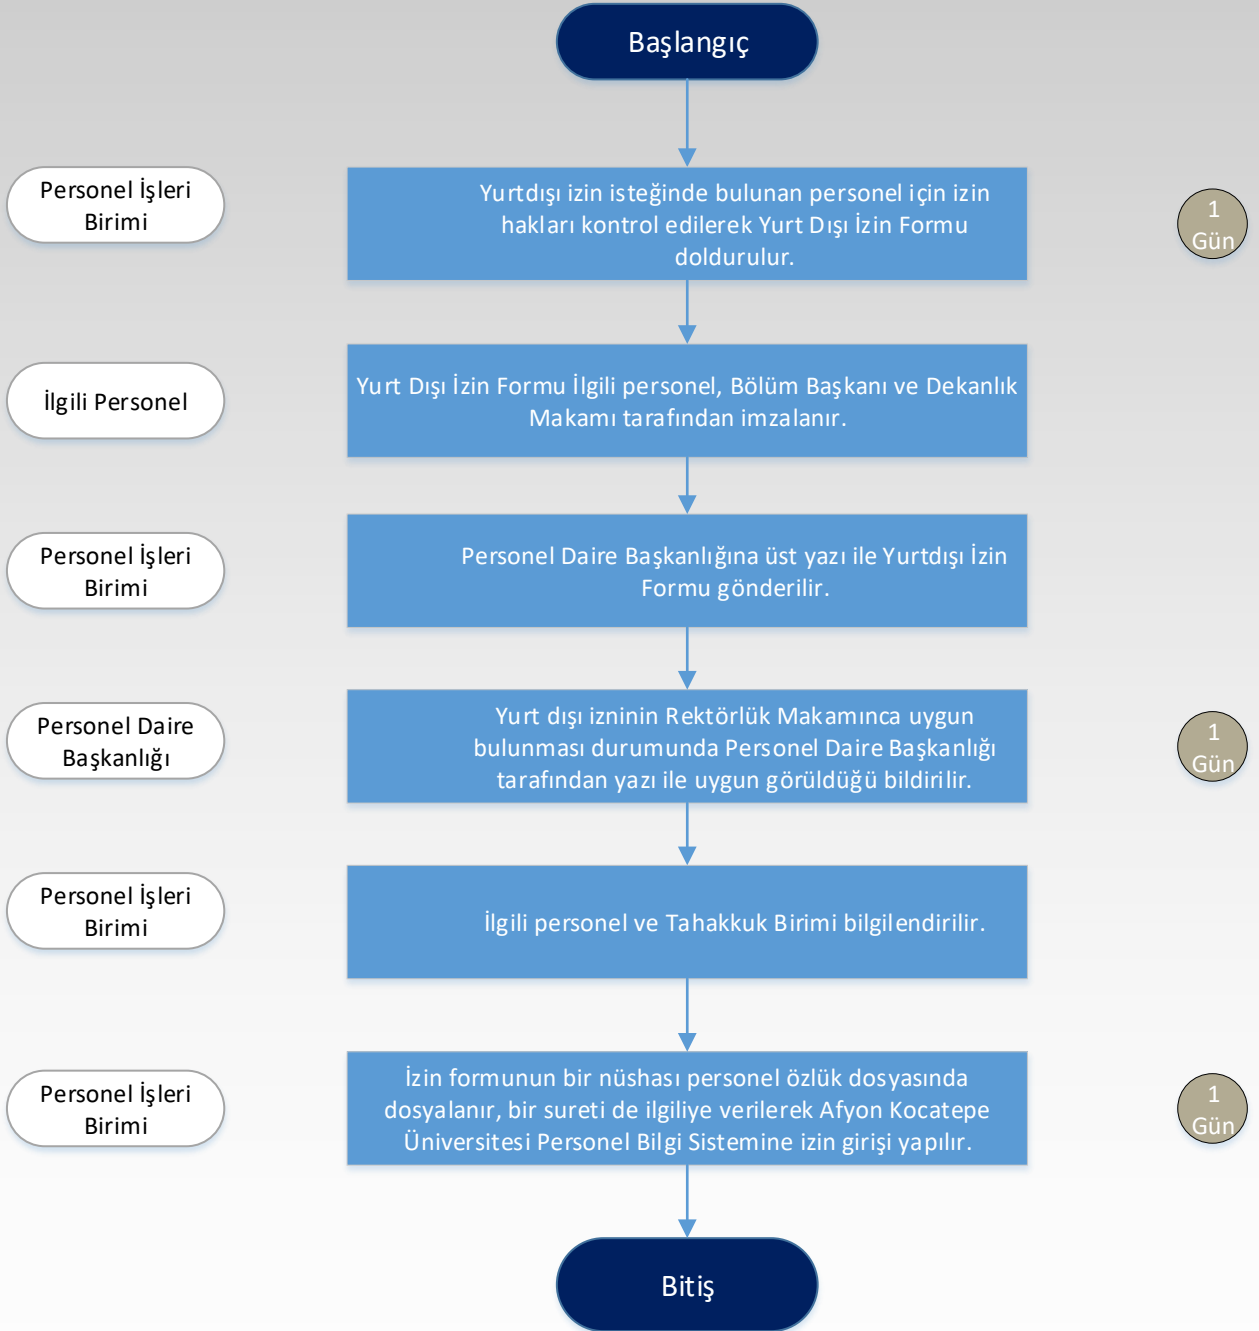 Başlangıç
Personel İşleri
Birimi
Yurtdışı izin isteğinde bulunan personel için izin
hakları kontrol edilerek Yurt Dışı İzin Formu
doldurulur.
1
Gün
İlgili Personel
Yurt Dışı İzin Formu İlgili personel, Bölüm Başkanı ve Dekanlık
Makamı tarafından imzalanır.
Personel İşleri
Birimi
Personel Daire Başkanlığına üst yazı ile Yurtdışı İzin
Formu gönderilir.
Personel Daire
Başkanlığı
Yurt dışı izninin Rektörlük Makamınca uygun
bulunması durumunda Personel Daire Başkanlığı
tarafından yazı ile uygun görüldüğü bildirilir.
1
Gün
Personel İşleri
Birimi
İlgili personel ve Tahakkuk Birimi bilgilendirilir.
Personel İşleri
Birimi
İzin formunun bir nüshası personel özlük dosyasında
dosyalanır, bir sureti de ilgiliye verilerek Afyon Kocatepe
Üniversitesi Personel Bilgi Sistemine izin girişi yapılır.
1
Gün
Bitiş